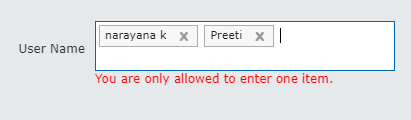 User Name narayana k x Preeti x
You are only allowed to enter one item.